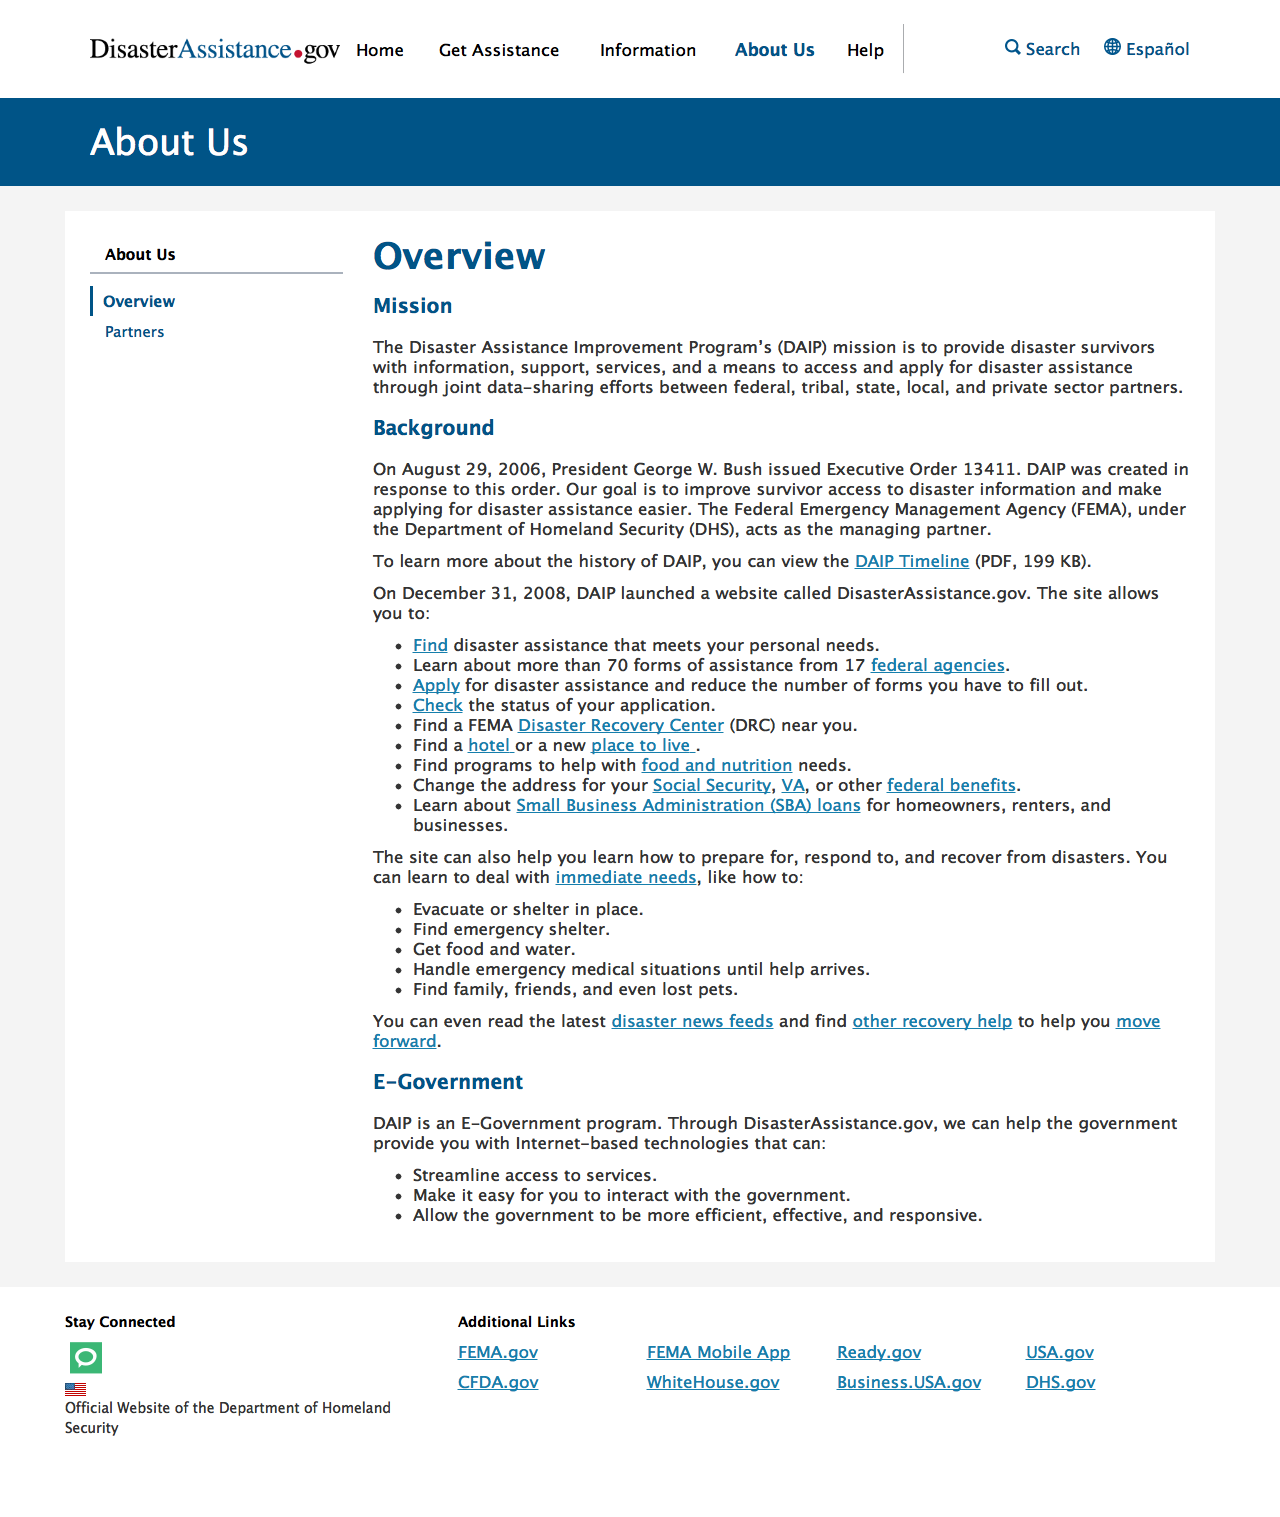 DisasterAssistance.gov Home Get Assistance Information About Us Help Search Español
About Us
About Us
Overview
Partners
Overview
Mission
The Disaster Assistance Improvement Program’s (DAIP) mission is to provide disaster survivors
with information, support, services, and a means to access and apply for disaster assistance
through joint data-sharing efforts between federal, tribal, state, local, and private sector partners.
Background
On August 29, 2006, President George W. Bush issued Executive Order 13411. DAIP was created in
response to this order. Our goal is to improve survivor access to disaster information and make
applying for disaster assistance easier. The Federal Emergency Management Agency (FEMA), under
the Department of Homeland Security (DHS), acts as the managing partner.
To learn more about the history of DAIP, you can view the DAIP Timeline (PDF, 199 KB).
On December 31, 2008, DAIP launched a website called DisasterAssistance.gov. The site allows
you to:
• Find disaster assistance that meets your personal needs.
• Learn about more than 70 forms of assistance from 17 federal agencies.
• Apply for disaster assistance and reduce the number of forms you have to fill out.
• Check the status of your application.
• Find a FEMA Disaster Recovery Center (DRC) near you.
• Find a hotel or a new place to live .
• Find programs to help with food and nutrition needs.
• Change the address for your Social Security, VA, or other federal benefits.
• Learn about Small Business Administration (SBA) loans for homeowners, renters, and
businesses.
The site can also help you learn how to prepare for, respond to, and recover from disasters. You
can learn to deal with immediate needs, like how to:
• Evacuate or shelter in place.
• Find emergency shelter.
• Get food and water.
• Handle emergency medical situations until help arrives.
• Find family, friends, and even lost pets.
You can even read the latest disaster news feeds and find other recovery help to help you move
forward.
E-Government
DAIP is an E-Government program. Through DisasterAssistance.gov, we can help the government
provide you with Internet-based technologies that can:
• Streamline access to services.
• Make it easy for you to interact with the government.
• Allow the government to be more efficient, effective, and responsive.
Stay Connected
Official Website of the Department of Homeland
Security
Additional Links
FEMA.gov FEMA Mobile App Ready.gov USA.gov
CFDA.gov WhiteHouse.gov Business.USA.gov DHS.gov